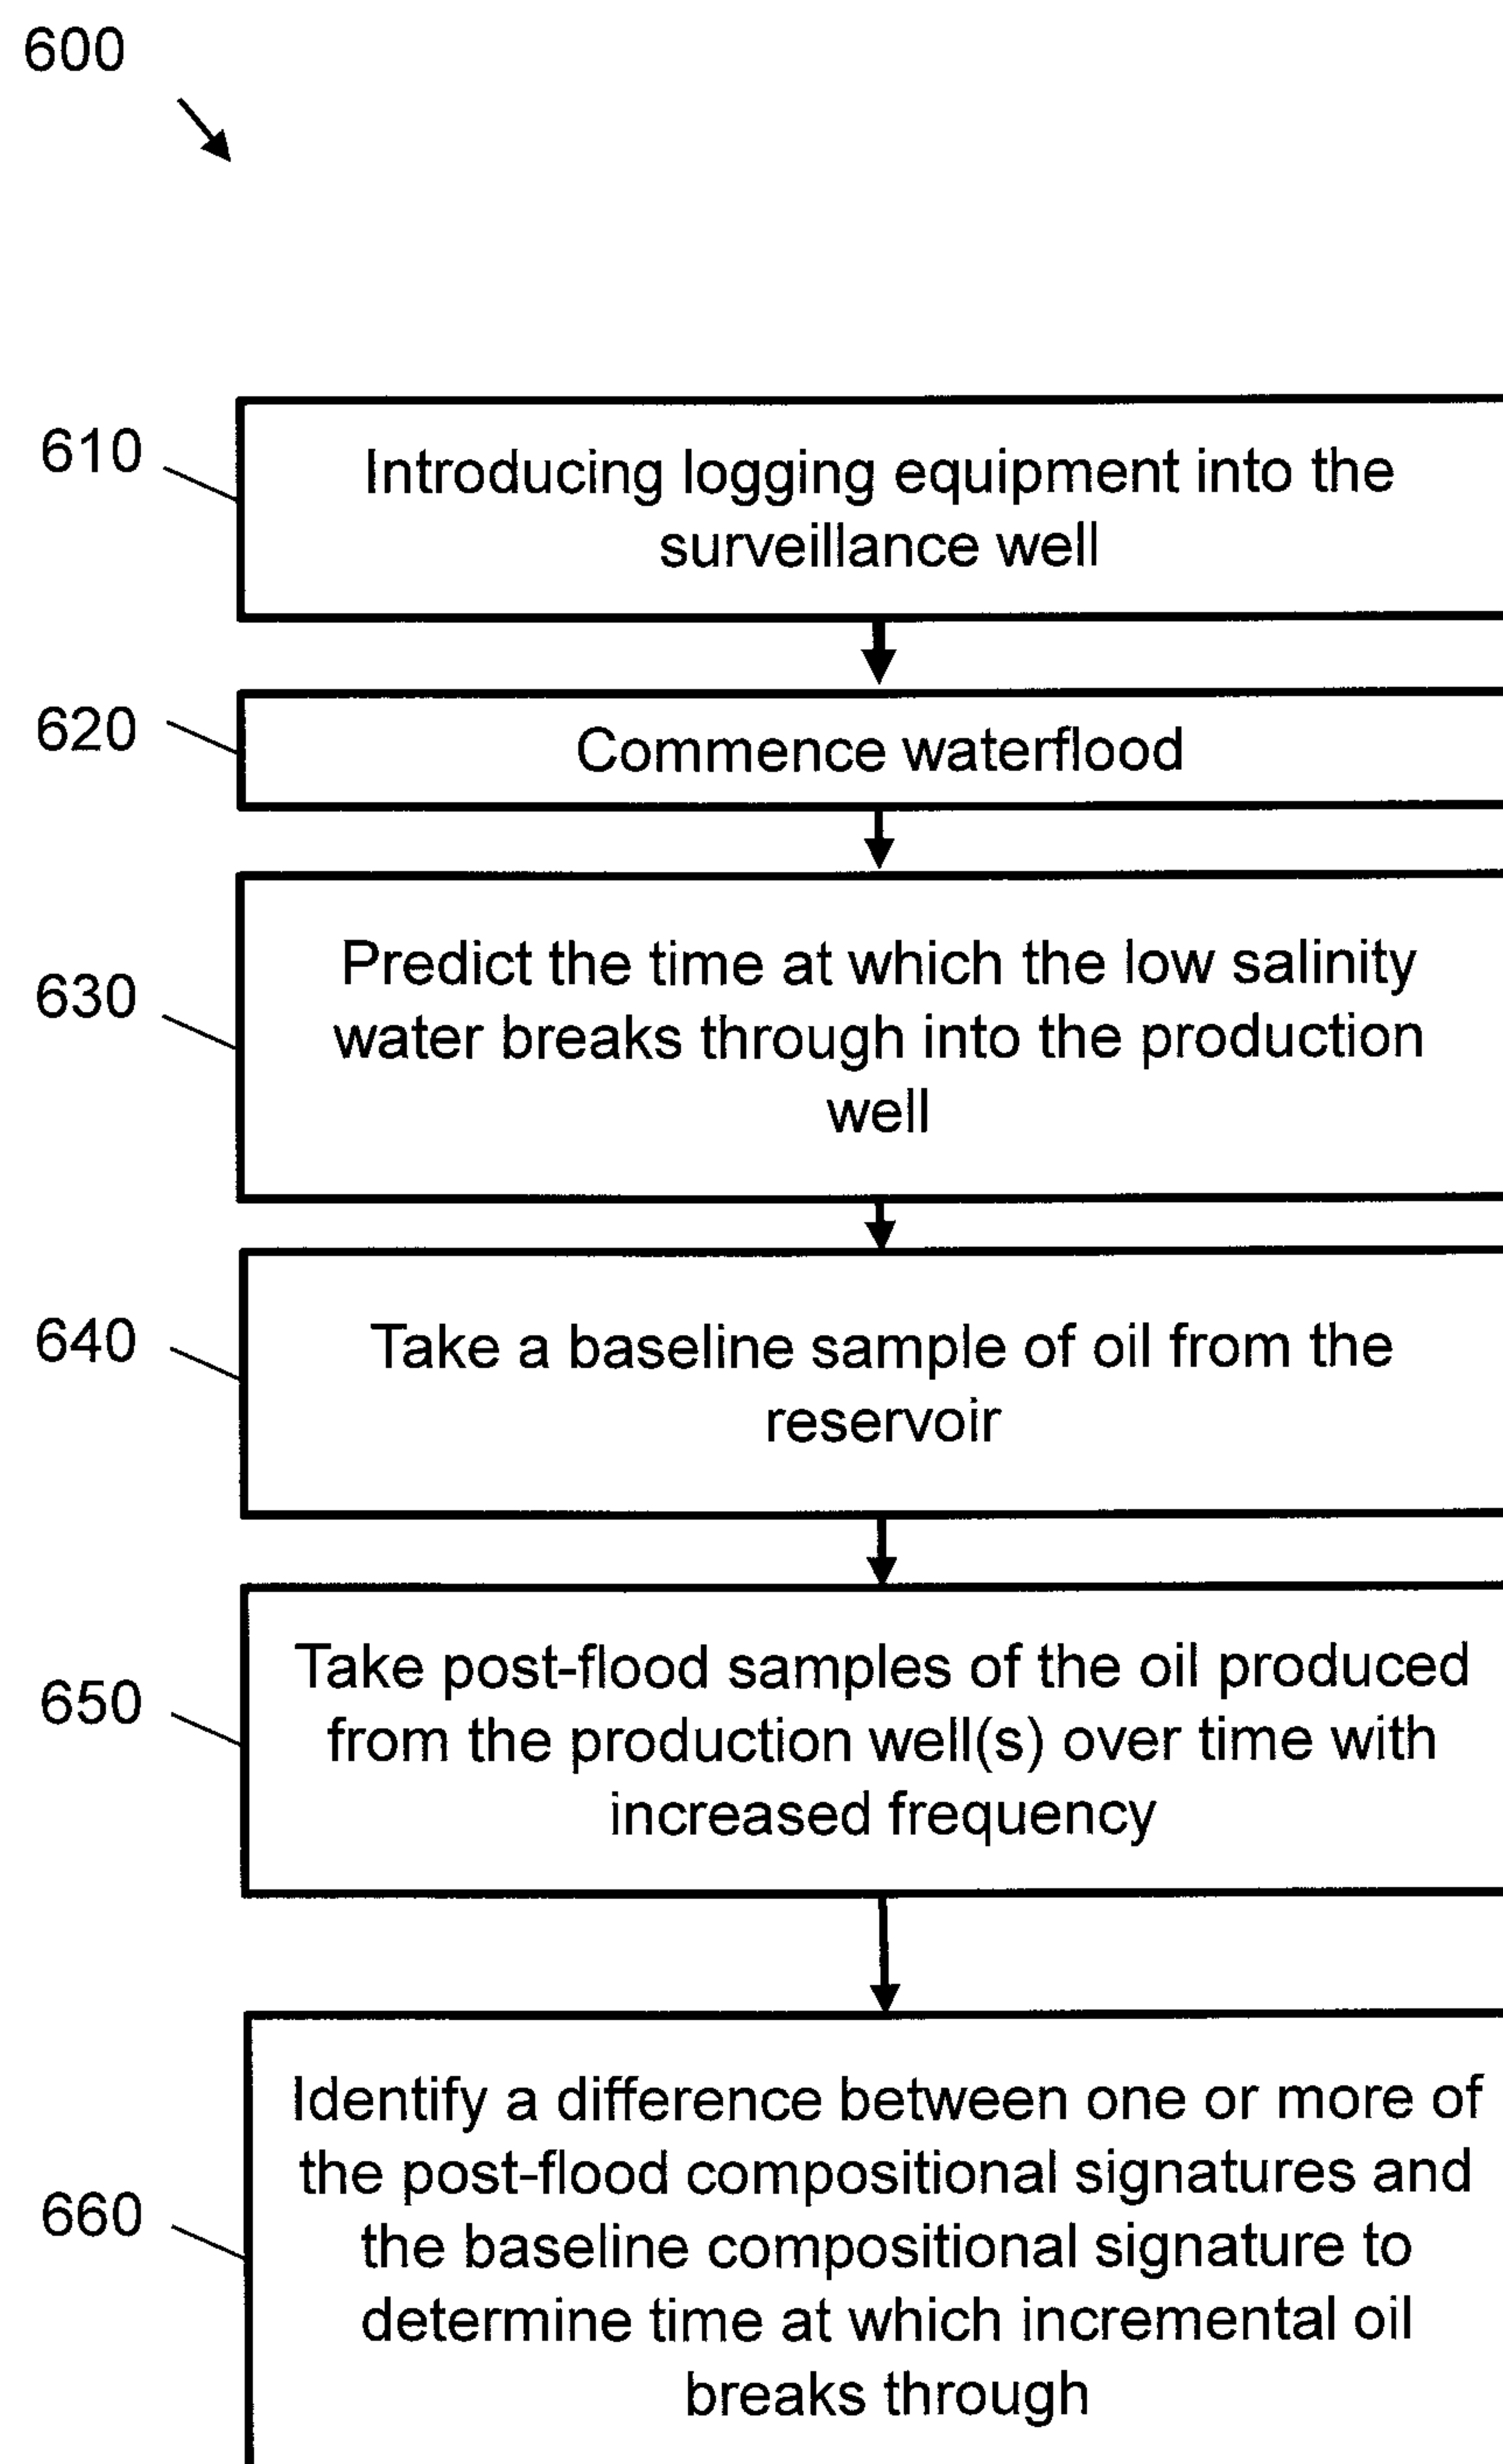 600
610
Introducing logging equipment into the
surveillance well
620
Commence waterflood
630
Predict the time at which the low salinity
water breaks through into the production
well
640
Take a baseline sample of oil from the
reservoir
650
Take post-flood samples of the oil produced
from the production well(s) over time with
increased frequency
660
Identify a difference between one or more of
the post-flood compositional signatures and
the baseline compositional signature to
determine time at which incremental oil
breaks through